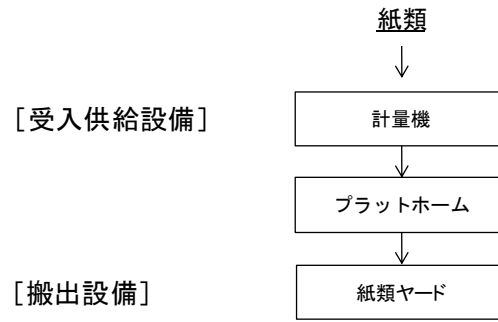 紙類
［受入供給設備］
計量機
プラットホーム
［搬出設備］
紙類ヤード